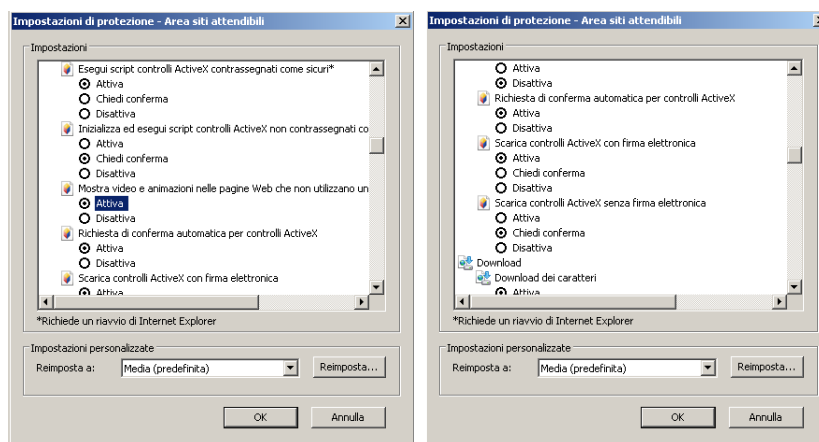 Impostazioni di protezione - Area siti attendibili
Impostazioni
Esegui script controlli ActiveX contrassegnati come sicuri*
Attiva
Chiedi conferma
Disattiva
Inizializza ed esegui script controlli ActiveX non contrassegnati co
Attiva
Chiedi conferma
Disattiva
Mostra video e animazioni nelle pagine Web che non utilizzano un
Attiva
Disattiva
Richiesta di conferma automatica per controlli ActiveX
Attiva
Disattiva
Scarica controlli ActiveX con firma elettronica
Attiva
*Richiede un riavvio di Internet Explorer
Impostazioni personalizzate
Reimposta a:
Media (predefinita)
Reimposta...
OK
Annulla
Impostazioni di protezione - Area siti attendibili
Impostazioni
Attiva
Disattiva
Richiesta di conferma automatica per controlli ActiveX
Attiva
Disattiva
Scarica controlli ActiveX con firma elettronica
Attiva
Chiedi conferma
Disattiva
Scarica controlli ActiveX senza firma elettronica
Attiva
Chiedi conferma
Disattiva
Download
Download dei caratteri
Attiva
*Richiede un riavvio di Internet Explorer
Impostazioni personalizzate
Reimposta a:
Media (predefinita)
Reimposta...
OK
Annulla